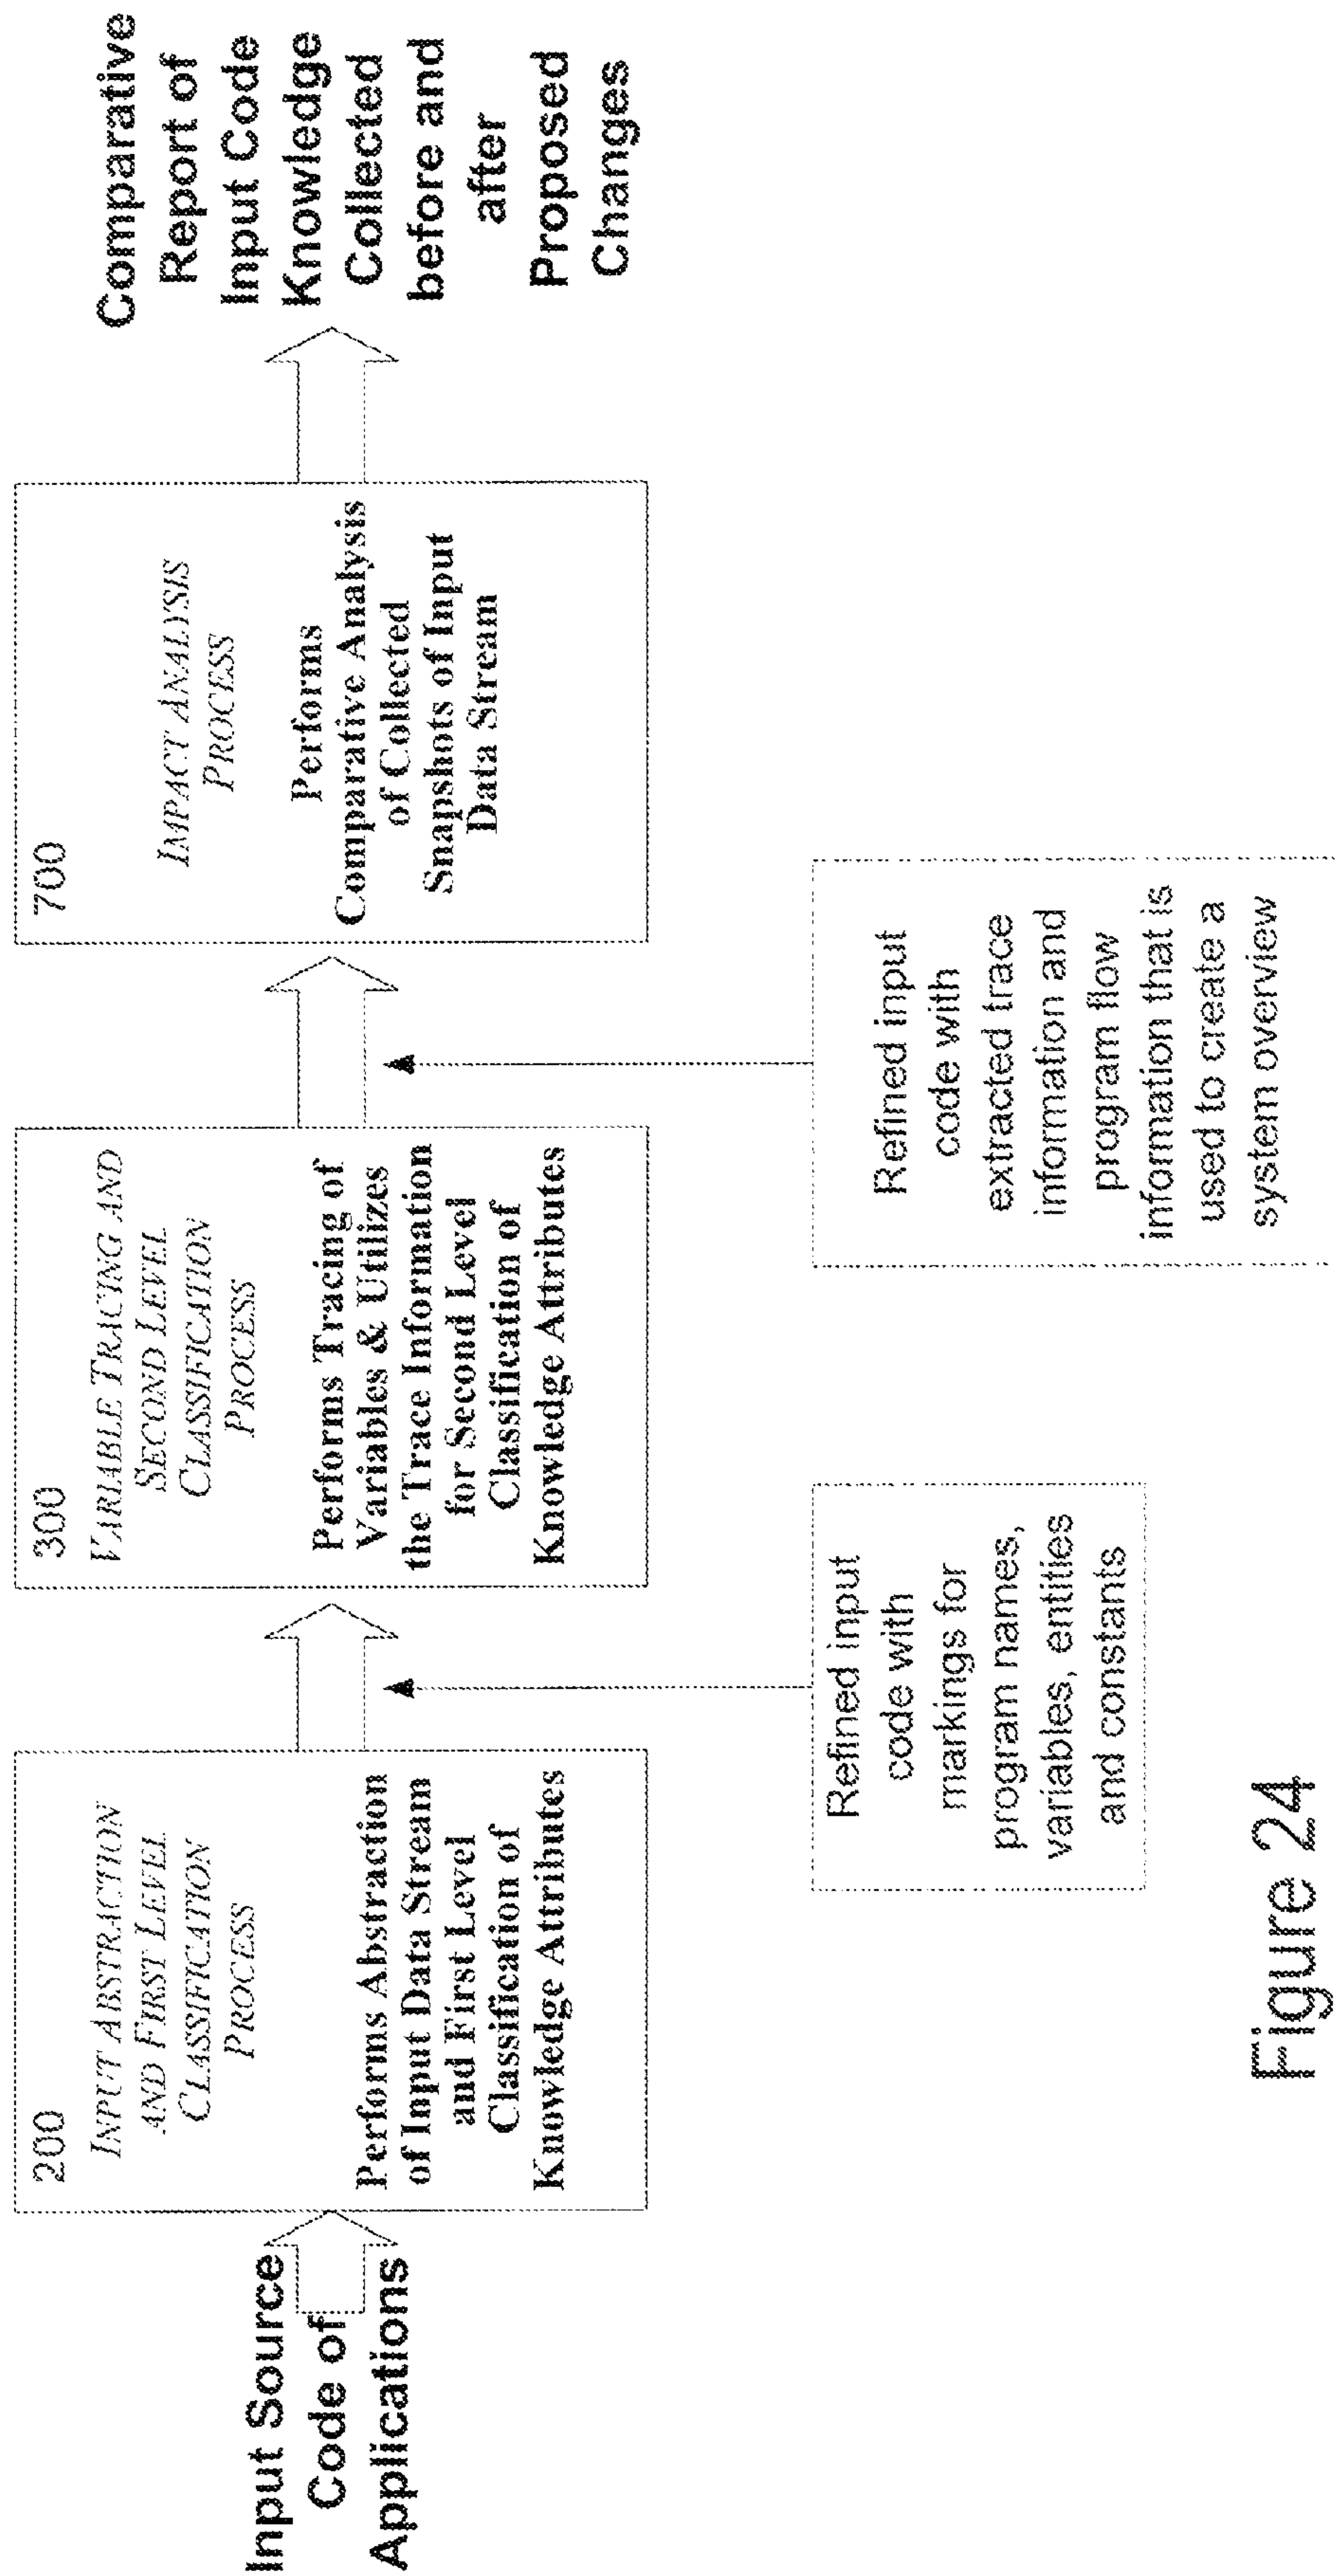 Input Source
Code of
Applications
200
INPUT ABSTRACTION
AND FIRST LEVEL
CLASSIFICATION
PROCESS
Performs Abstraction
of Input Data Stream
and First Level
Classification of
Knowledge Attributes
Refined input
code with
markings for
program names,
variables, entities
and constants
300
VARIABLE TRACING AND
SECOND LEVEL
CLASSIFICATION
PROCESS
Performs Tracing of
Variables & Utilizes
the Trace Information
for Second Level
Classification of
Knowledge Attributes
Refined input
code with
extracted trace
information and
program flow
information that is
used to create a
system overview
700
IMPACT ANALYSIS
PROCESS
Performs
Comparative Analysis
of Collected
Snapshots of Input
Data Stream
Comparative
Report of
Input Code
Knowledge
Collected
before and
after
Proposed
Changes
Figure 24